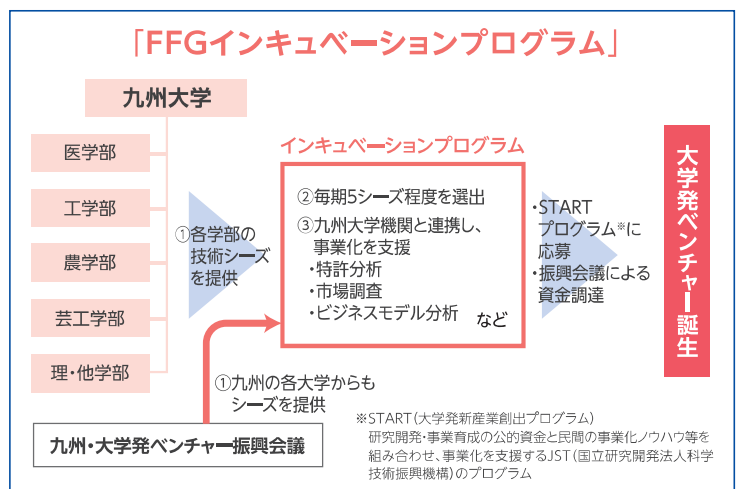 「FFGインキュベーションプログラム」
九州大学
医学部
工学部
農学部
芸工学部
理・他学部
①各学部の
技術シーズ
を提供
インキュベーションプログラム
②毎期5シーズ程度を選出
③九州大学機関と連携し、
事業化を支援
・特許分析
・市場調査
・ビジネスモデル分析
など
・START
プログラム※に
応募
・振興会議による
資金調達
大学発ベンチャー誕生
①九州の各大学からも
シーズを提供
九州・大学発ベンチャー振興会議
※START(大学発新産業創出プログラム)
研究開発・事業育成の公的資金と民間の事業化ノウハウ等を
組み合わせ、事業化を支援するJST(国立研究開発法人科学
技術振興機構)のプログラム